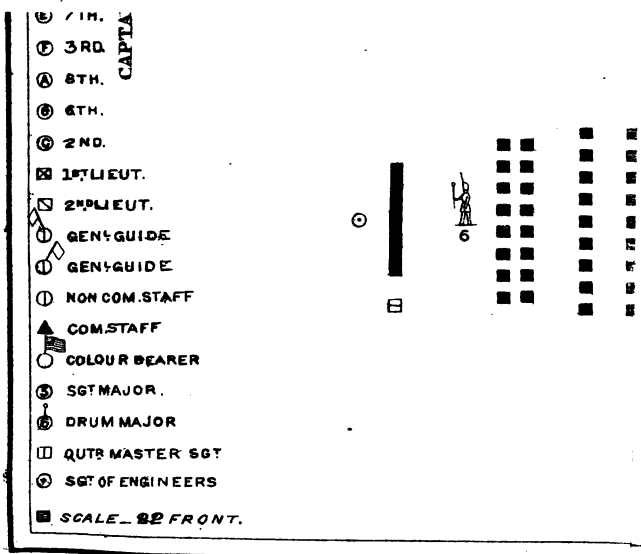 7TH.
3RD.
8TH.
6TH.
2ND.
1ST LIEUT.
2ND LIEUT.
GENL GUIDE
GENL GUIDE
NON COM. STAFF
COM. STAFF
COLOUR BEARER
SGT MAJOR.
DRUM MAJOR
QUTR MASTER SGT
SGT OF ENGINEERS
SCALE _ 22 FRONT.
CAPTA
6